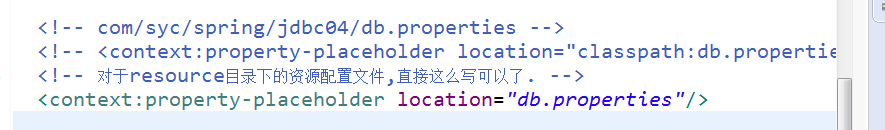 <!-- com/syc/spring/jdbc04/db.properties -->
<!-- <context:property-placeholder location="classpath:db.propertie
<!-- 对于resource目录下的资源配置文件,直接这么写可以了. -->
<context:property-placeholder location="db.properties"/>